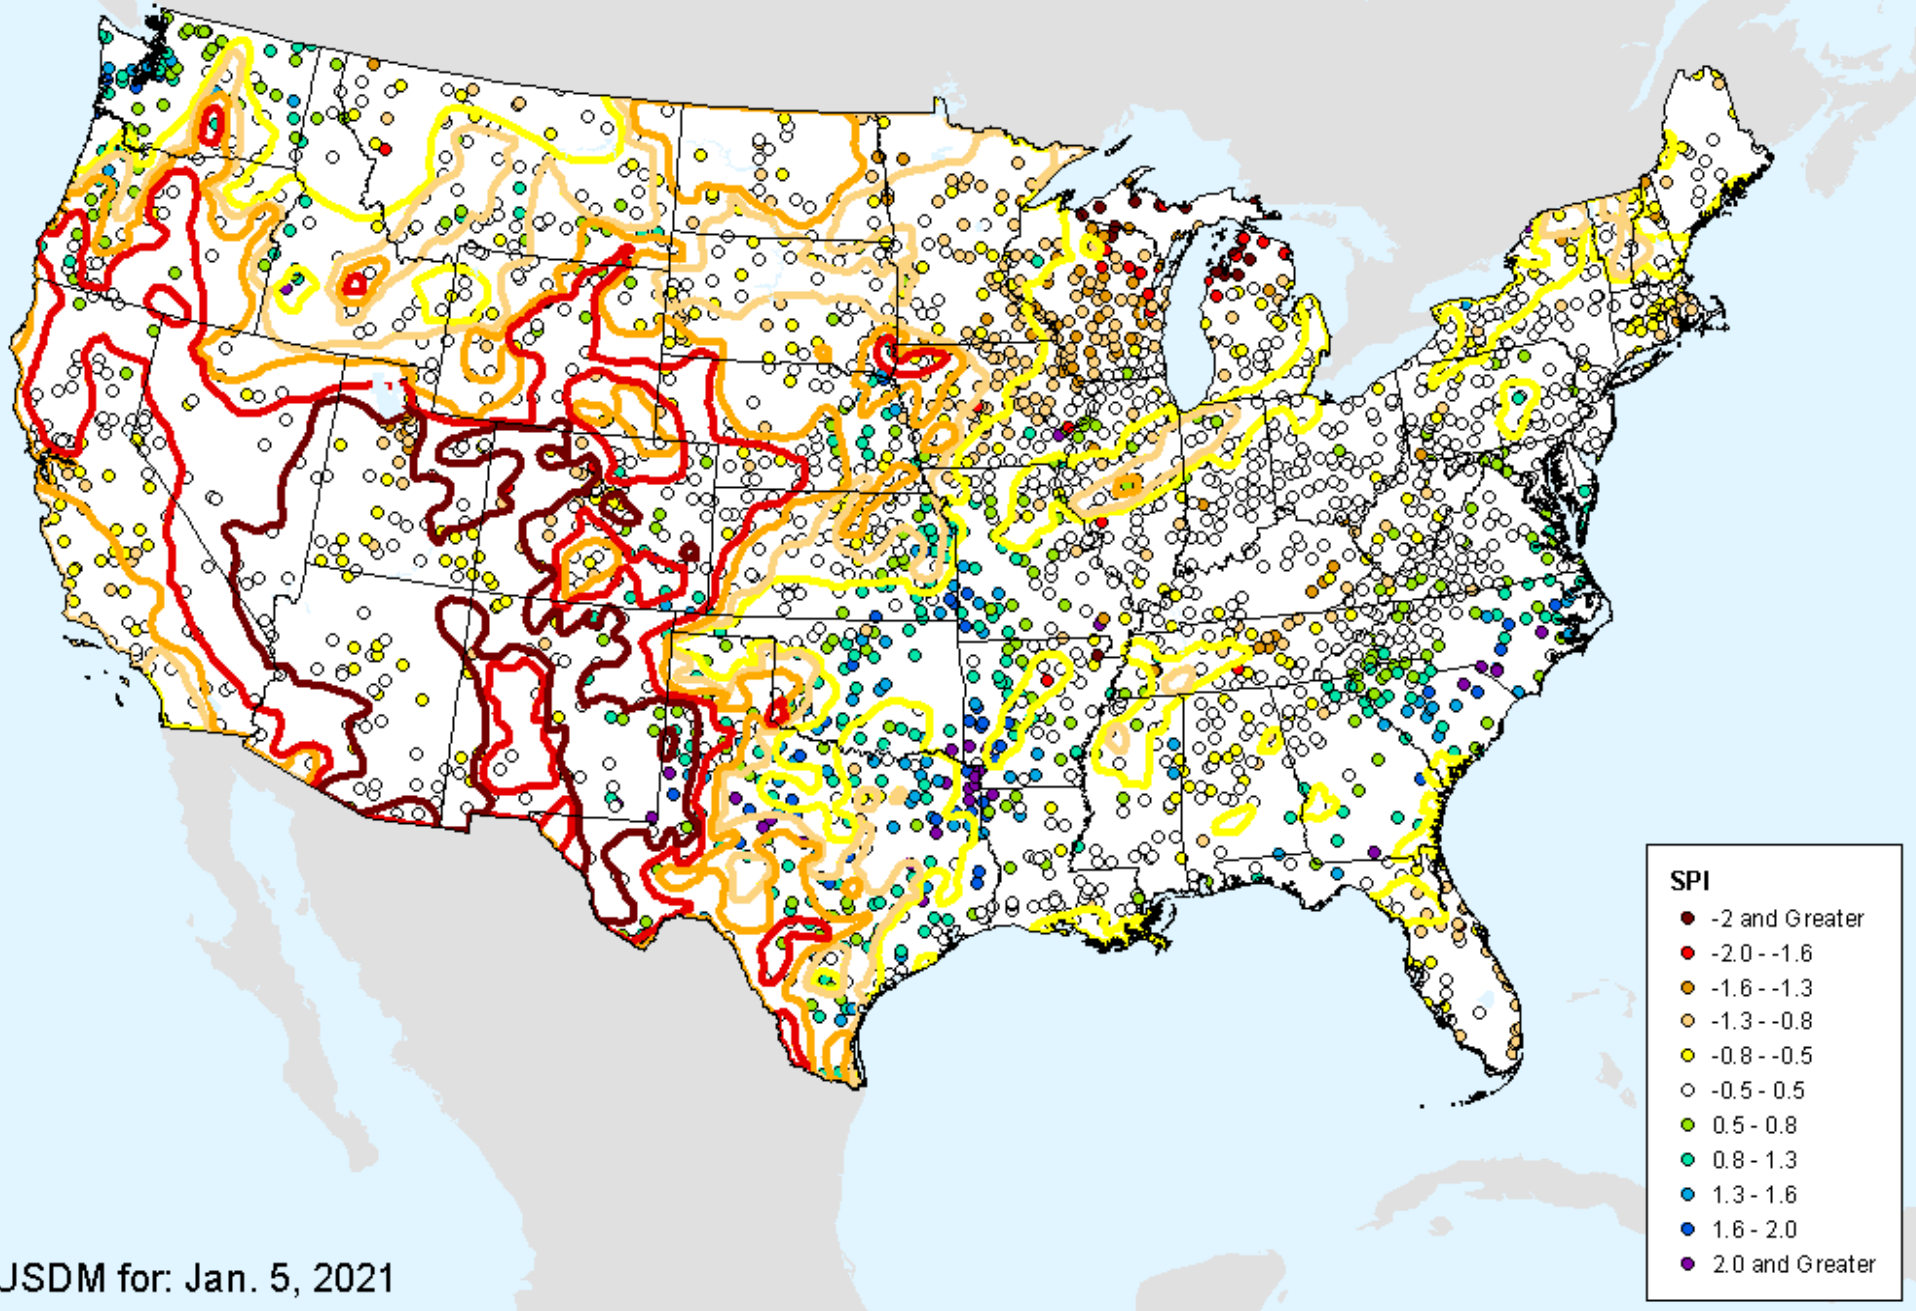 SPI
-2 and Greater
-2.0 - -1.6
-1.6 - -1.3
-1.3 - -0.8
-0.8 - -0.5
-0.5 - 0.5
0.5 - 0.8
0.8 - 1.3
1.3 - 1.6
1.6 - 2.0
2.0 and Greater
USDM for: Jan. 5, 2021